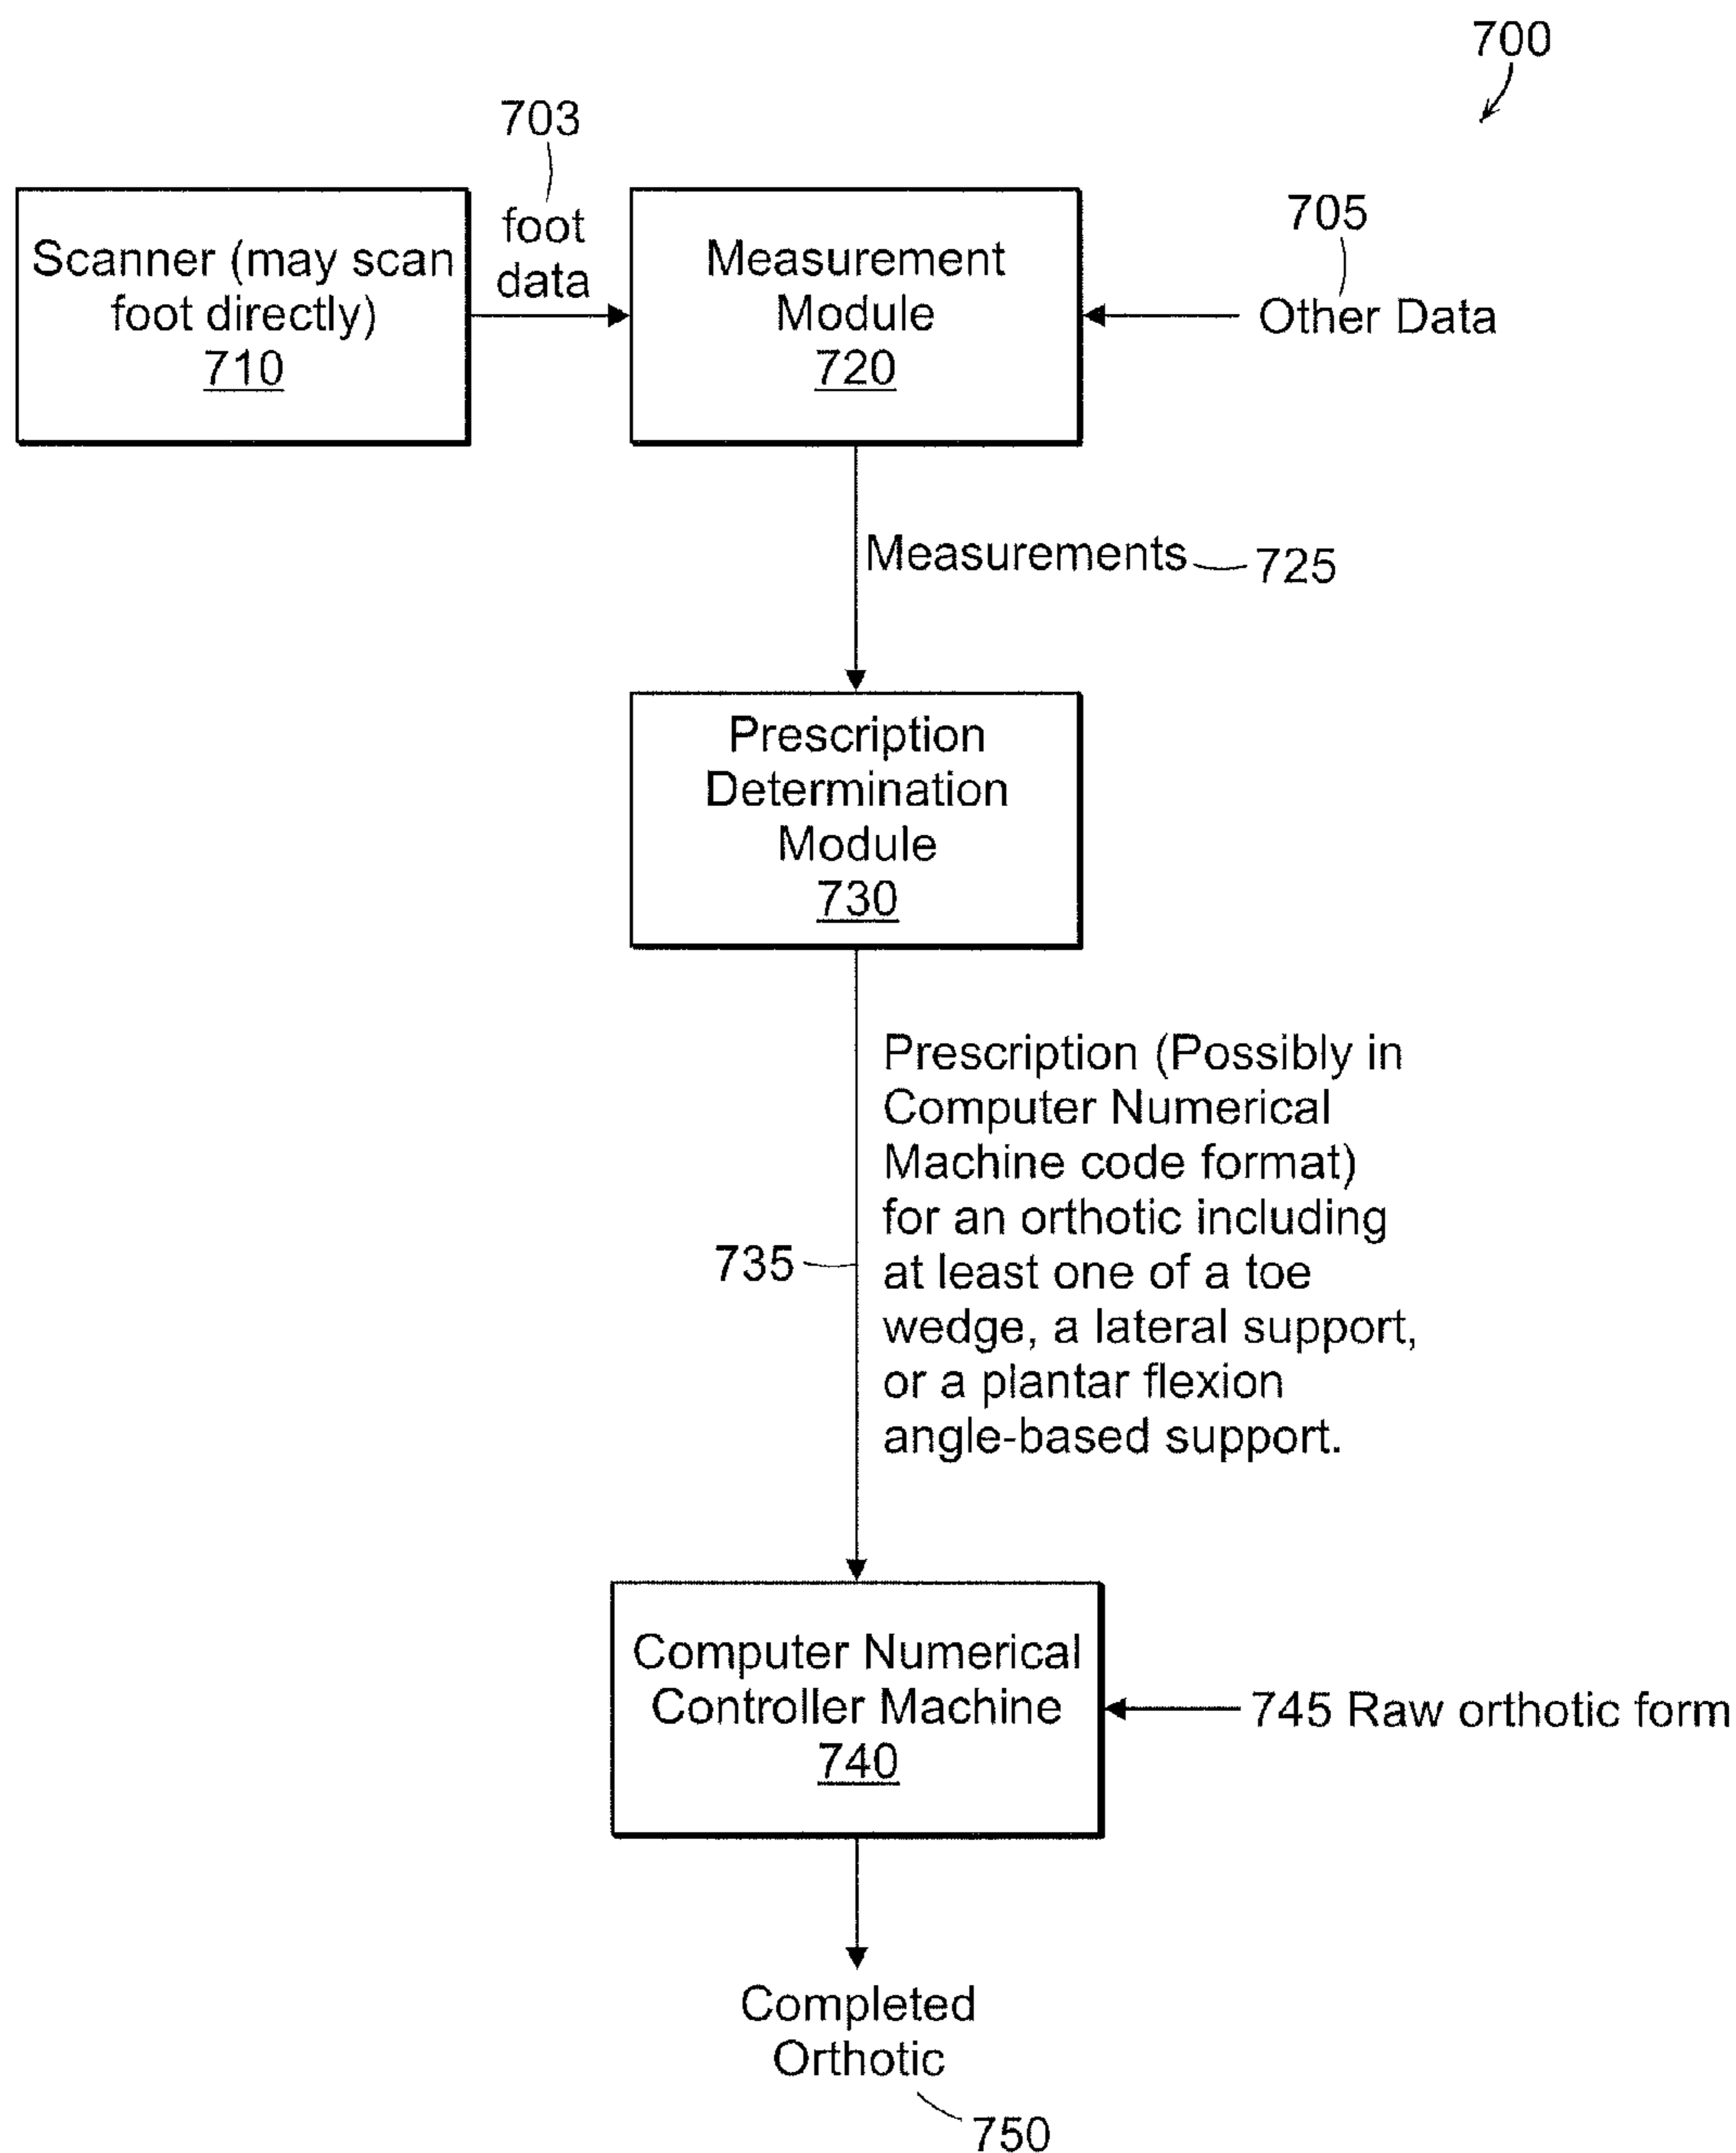 700
703
foot
data
Scanner (may scan
foot directly)
710
Measurement
Module
720
705
Other Data
Measurements
725
Prescription
Determination
Module
730
735
Prescription (Possibly in
Computer Numerical
Machine code format)
for an orthotic including
at least one of a toe
wedge, a lateral support,
or a plantar flexion
angle-based support.
Computer Numerical
Controller Machine
740
745 Raw orthotic form
Completed
Orthotic
750